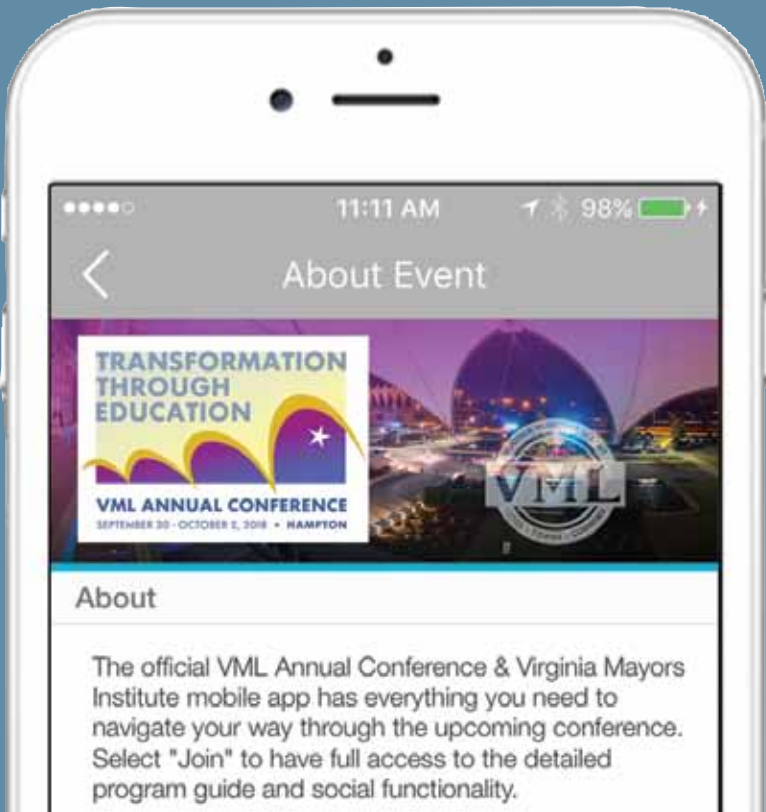 11:11 AM
98%
About Event
TRANSFORMATION
THROUGH
EDUCATION
VML ANNUAL CONFERENCE
SEPTEMBER 30 - OCTOBER 2, 2018 • HAMPTON
VML
About
The official VML Annual Conference & Virginia Mayors
Institute mobile app has everything you need to
navigate your way through the upcoming conference.
Select "Join" to have full access to the detailed
program guide and social functionality.